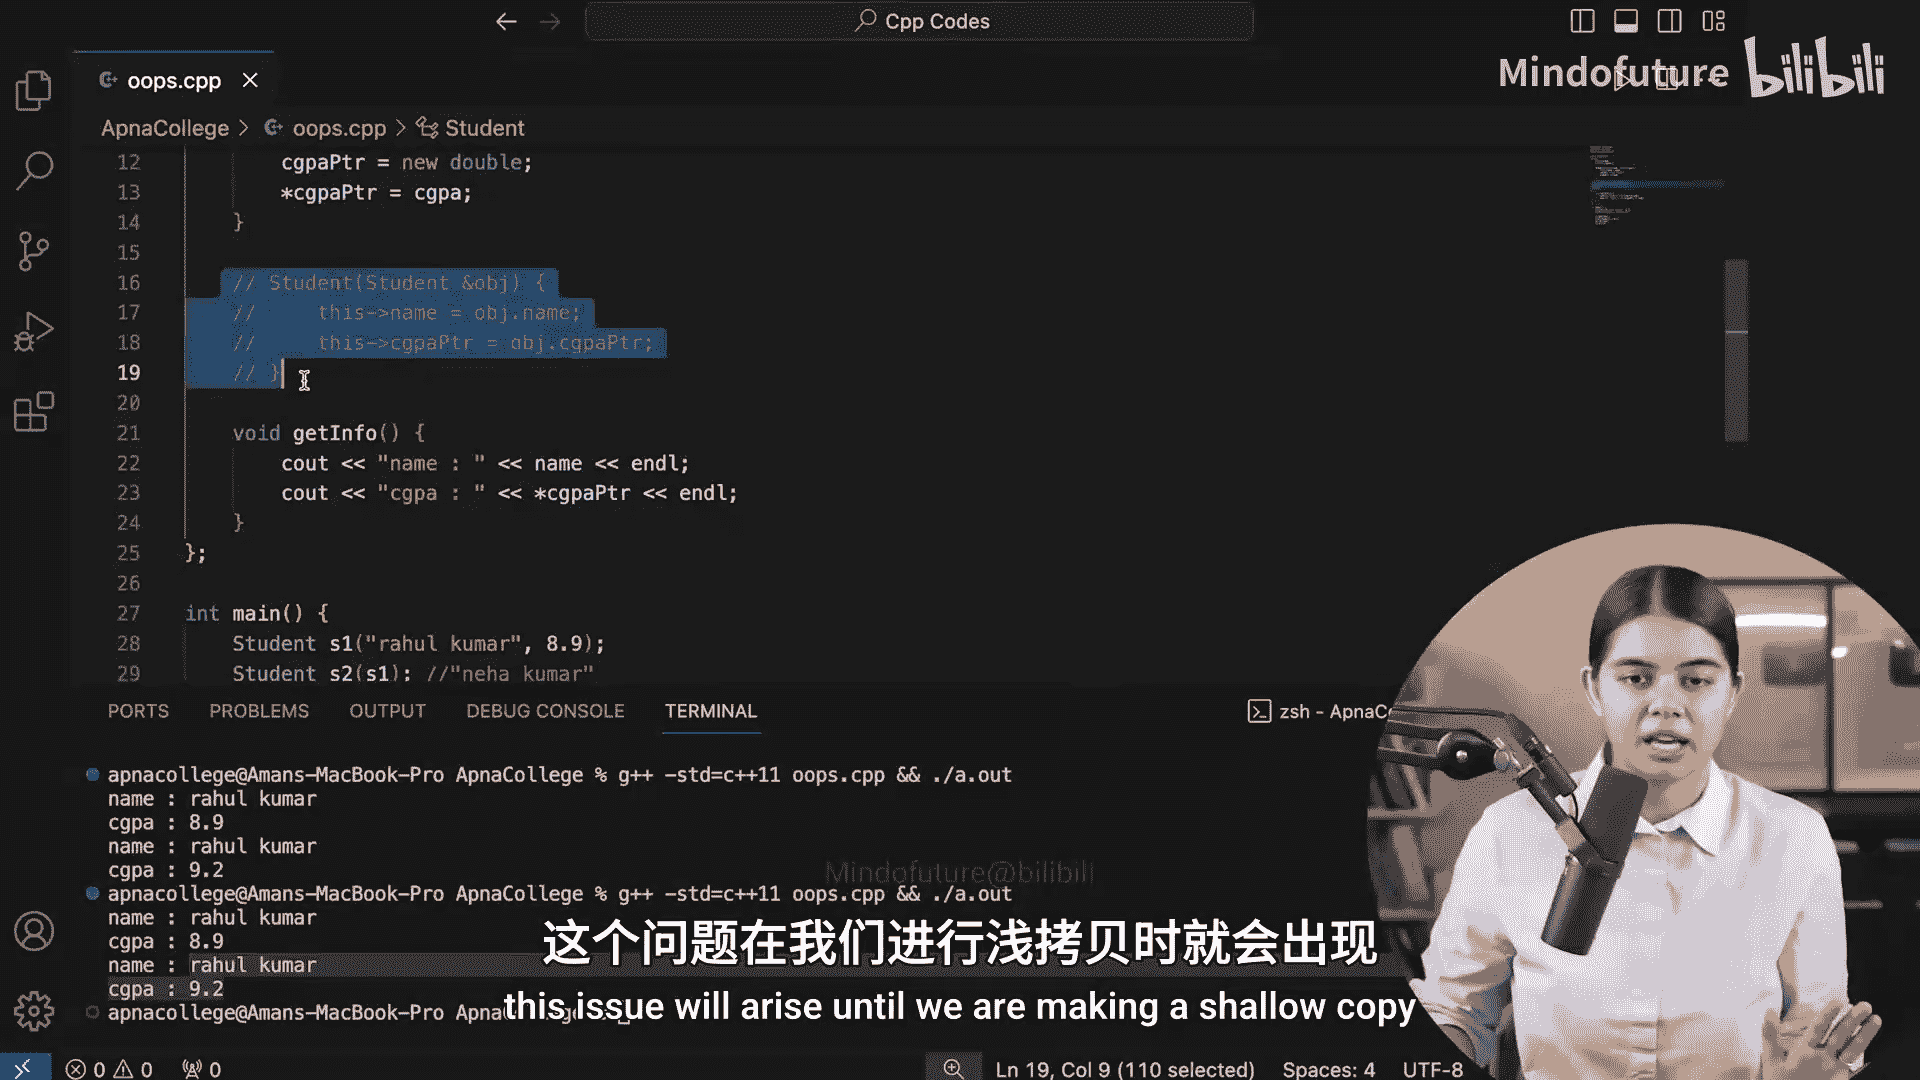 Cpp Codes
oops.cpp
Mindofuture bilibili
ApnaCollege > oops.cpp > Student
12 cgpaPtr = new double;
13 *cgpaPtr = cgpa;
14 }
15
16 // Student(Student &obj) {
17 //     this->name = obj.name;
18 //     this->cgpaPtr = obj.cgpaPtr;
19 // }
20
21 void getInfo() {
22 cout << "name : " << name << endl;
23 cout << "cgpa : " << *cgpaPtr << endl;
24 }
25 };
26
27 int main() {
28 Student s1("rahul kumar", 8.9);
29 Student s2(s1); //"neha kumar"
PORTS PROBLEMS OUTPUT DEBUG CONSOLE TERMINAL
zsh - ApnaCo
apnacollege@Amans-MacBook-Pro ApnaCollege % g++ -std=c++11 oops.cpp && ./a.out
name : rahul kumar
cgpa : 8.9
name : rahul kumar
cgpa : 9.2
Mindofuture@bilibili
apnacollege@Amans-MacBook-Pro ApnaCollege % g++ -std=c++11 oops.cpp && ./a.out
name : rahul kumar
cgpa : 8.9
name : rahul kumar
cgpa : 9.2
apnacollege@Amans-MacBook-Pro
这个问题在我们进行浅拷贝时就会出现
this issue will arise until we are making a shallow copy
0 0 0
Ln 19, Col 9 (110 selected) Spaces: 4 UTF-8